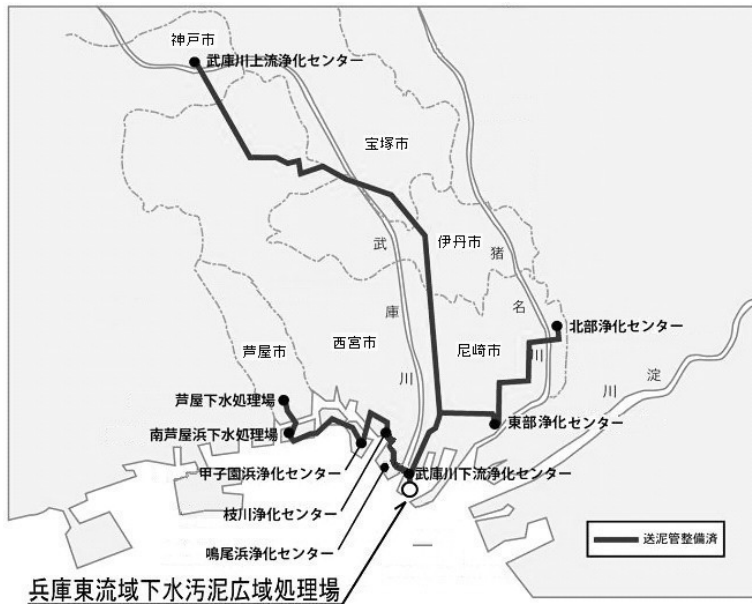 神戸市
武庫川上流浄化センター
宝塚市
伊丹市
武庫川
猪名川
北部浄化センター
西宮市
尼崎市
芦屋市
淀川
芦屋下水処理場
南芦屋浜下水処理場
東部浄化センター
甲子園浜浄化センター
武庫川下流浄化センター
枝川浄化センター
鳴尾浜浄化センター
送泥管整備済
兵庫東流域下水汚泥広域処理場